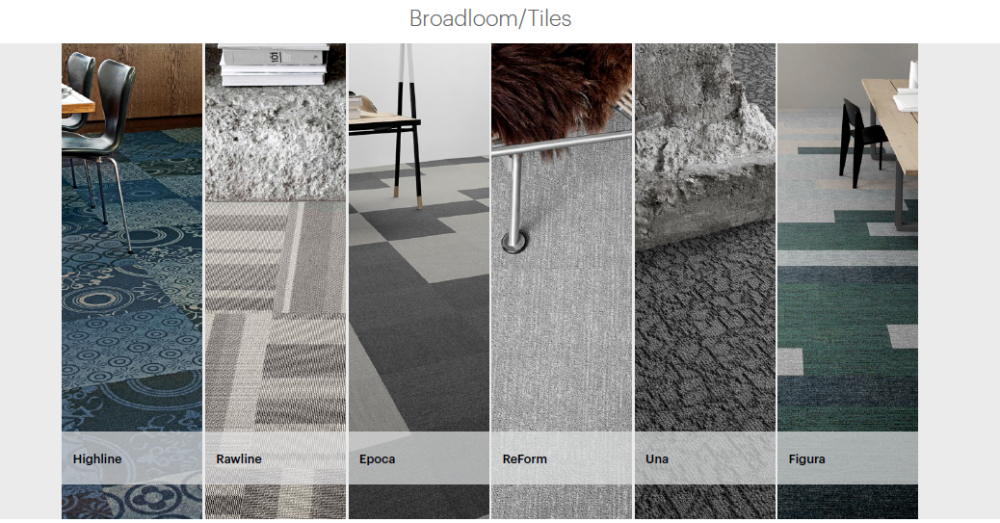 Broadloom/Tiles
Highline
Rawline
Epoca
ReForm
Una
Figura